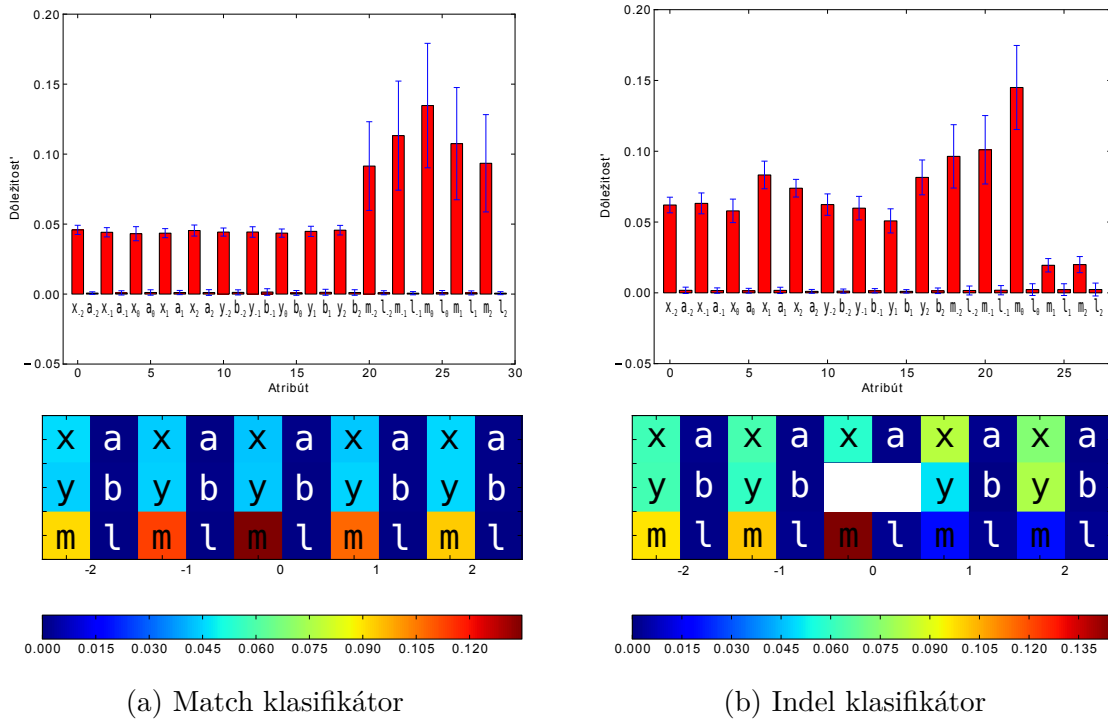 0.20
0.15
0.10
0.05
0.00
−0.05
Dôležitosť
x₋₂ a₋₂ x₋₁ a₋₁ x₀ a₀ x₁ a₁ x₂ a₂ y₋₂ b₋₂ y₋₁ b₋₁ y₀ b₀ y₁ b₁ y₂ b₂ m₋₂ l₋₂ m₋₁ l₋₁ m₀ l₀ m₁ l₁ m₂ l₂
0 5 10 15 20 25 30
Atribút
x a x a x a x a x a
y b y b y b y b y b
m l m l m l m l m l
-2 -1 0 1 2
0.000 0.015 0.030 0.045 0.060 0.075 0.090 0.105 0.120
(a) Match klasifikátor
0.20
0.15
0.10
0.05
0.00
−0.05
Dôležitosť
x₋₂ a₋₂ x₋₁ a₋₁ x₀ a₀ x₁ a₁ x₂ a₂ y₋₂ b₋₂ y₋₁ b₋₁ y₁ b₁ y₂ b₂ m₋₂ l₋₂ m₋₁ l₋₁ m₀ l₀ m₁ l₁ m₂ l₂
0 5 10 15 20 25
Atribút
x a x a x a x a x a
y b y b y b y b
m l m l m l m l m l
-2 -1 0 1 2
0.000 0.015 0.030 0.045 0.060 0.075 0.090 0.105 0.120 0.135
(b) Indel klasifikátor